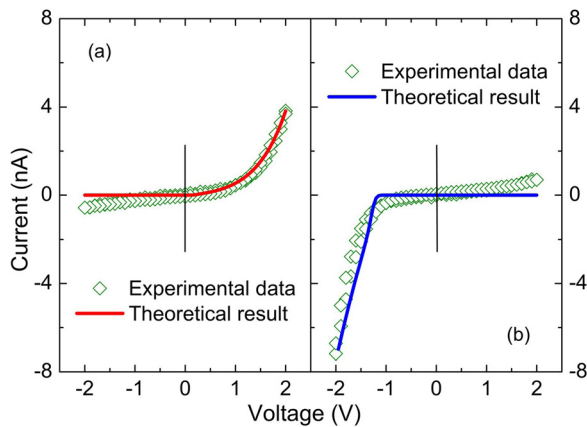 8
4
0
-4
-8
Current (nA)
(a)
Experimental data
Theoretical result
-2 -1 0 1 2
Experimental data
Theoretical result
(b)
-2 -1 0 1 2
8
4
0
-4
-8
Voltage (V)